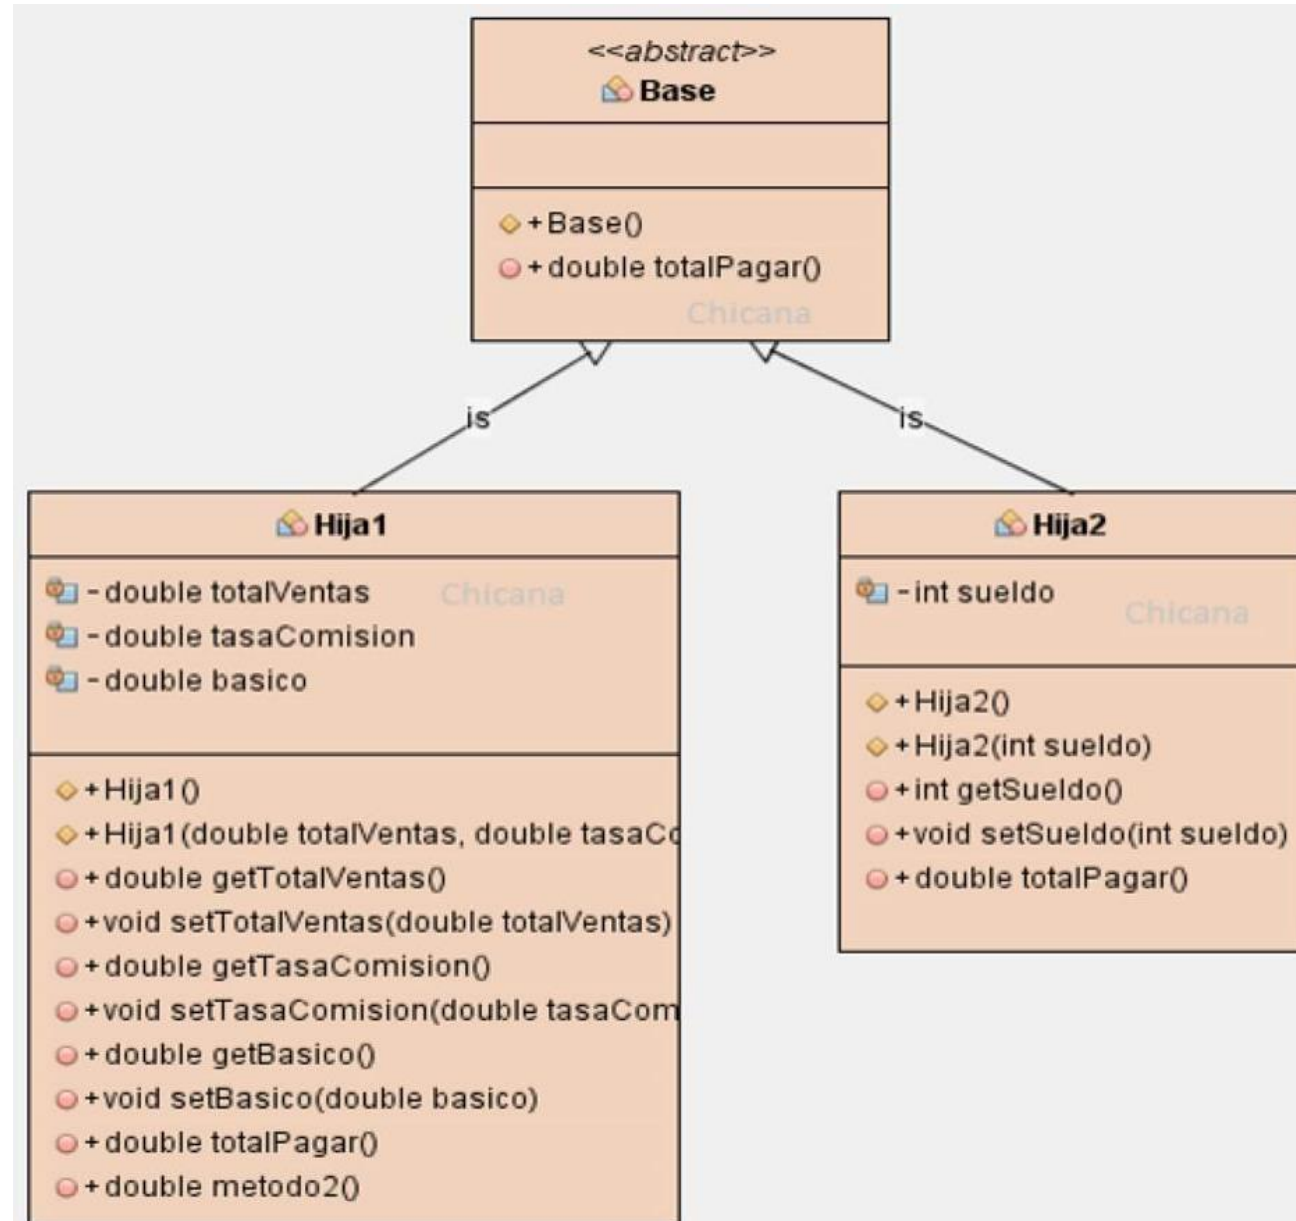 <<abstract>>
Base
+Base()
+double totalPagar()
Chicana
is
is
Hija1
-double totalVentas
Chicana
-double tasaComision
-double basico
+Hija1()
+Hija1(double totalVentas, double tasaCo
+double getTotalVentas()
+void setTotalVentas(double totalVentas)
+double getTasaComision()
+void setTasaComision(double tasaCom
+double getBasico()
+void setBasico(double basico)
+double totalPagar()
+double metodo2()
Hija2
-int sueldo
Chicana
+Hija2()
+Hija2(int sueldo)
+int getSueldo()
+void setSueldo(int sueldo)
+double totalPagar()